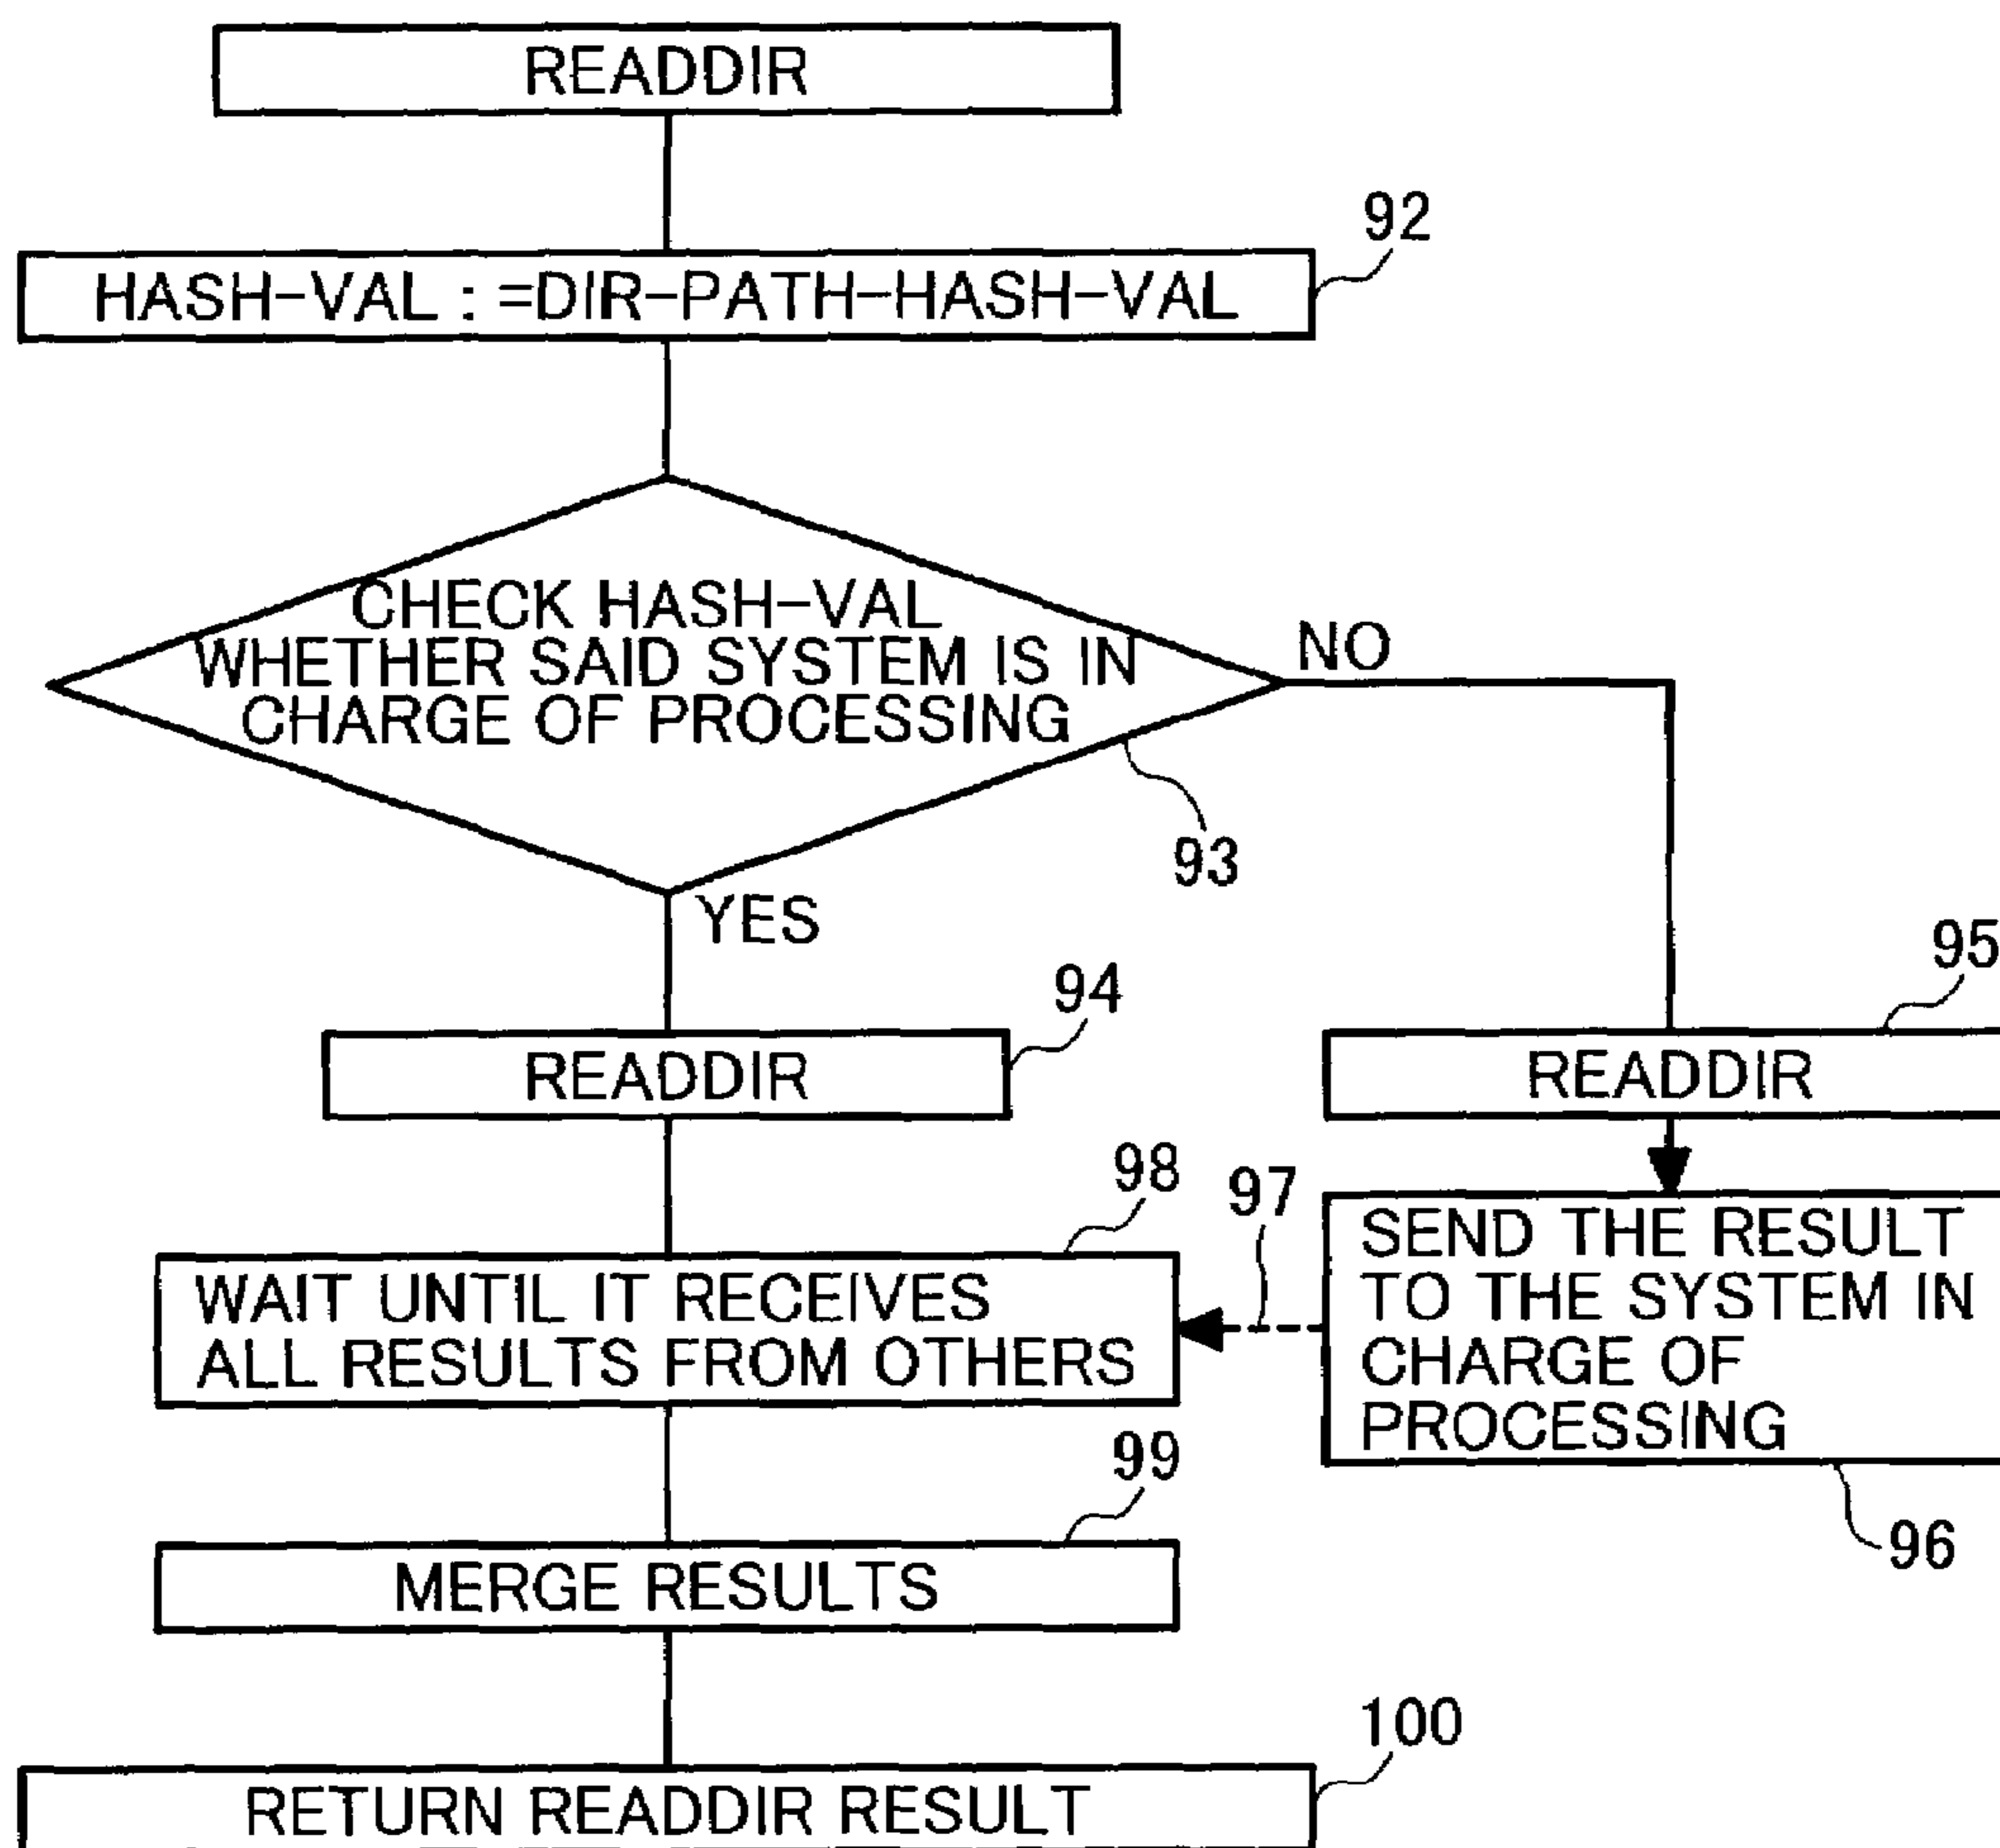 READDIR
92
HASH-VAL : =DIR-PATH-HASH-VAL
CHECK HASH-VAL
WHETHER SAID SYSTEM IS IN
CHARGE OF PROCESSING
NO
93
YES
94
READDIR
95
READDIR
98
WAIT UNTIL IT RECEIVES
ALL RESULTS FROM OTHERS
97
SEND THE RESULT
TO THE SYSTEM IN
CHARGE OF
PROCESSING
96
99
MERGE RESULTS
100
RETURN READDIR RESULT